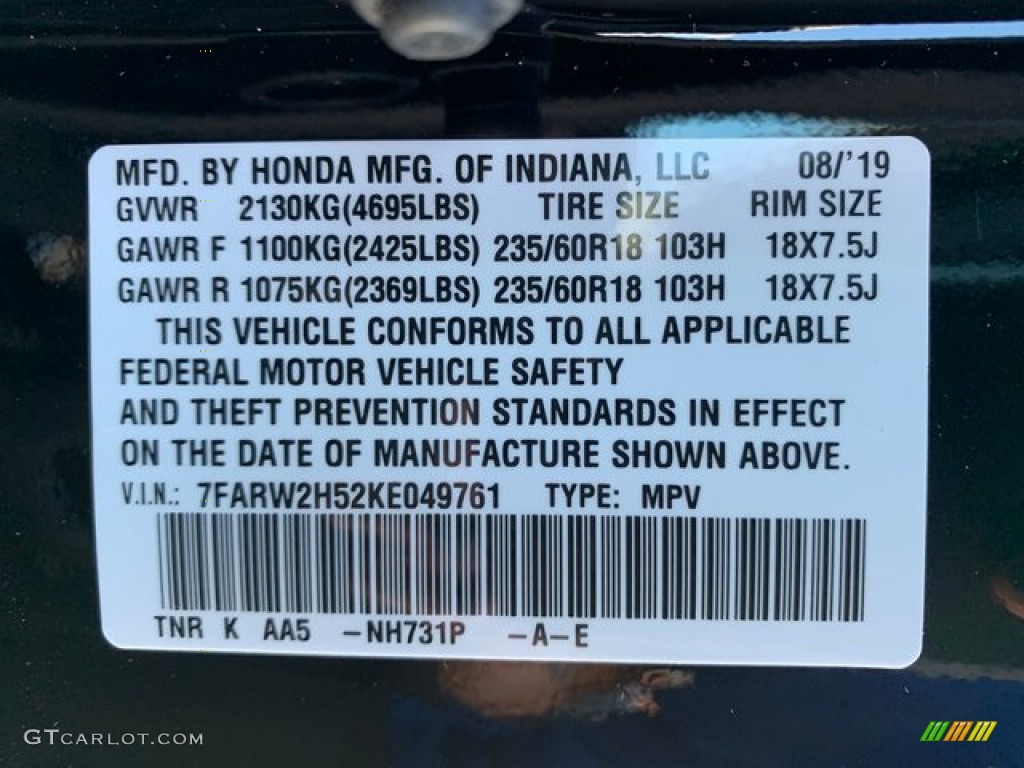 MFD. BY HONDA MFG. OF INDIANA, LLC 08/'19
GVWR 2130KG(4695LBS) TIRE SIZE RIM SIZE
GAWR F 1100KG(2425LBS) 235/60R18 103H 18X7.5J
GAWR R 1075KG(2369LBS) 235/60R18 103H 18X7.5J
THIS VEHICLE CONFORMS TO ALL APPLICABLE
FEDERAL MOTOR VEHICLE SAFETY
AND THEFT PREVENTION STANDARDS IN EFFECT
ON THE DATE OF MANUFACTURE SHOWN ABOVE.
V.I.N.: 7FARW2H52KE049761 TYPE: MPV
TNR K AA5 -NH731P -A-E
GTCARLOT.COM